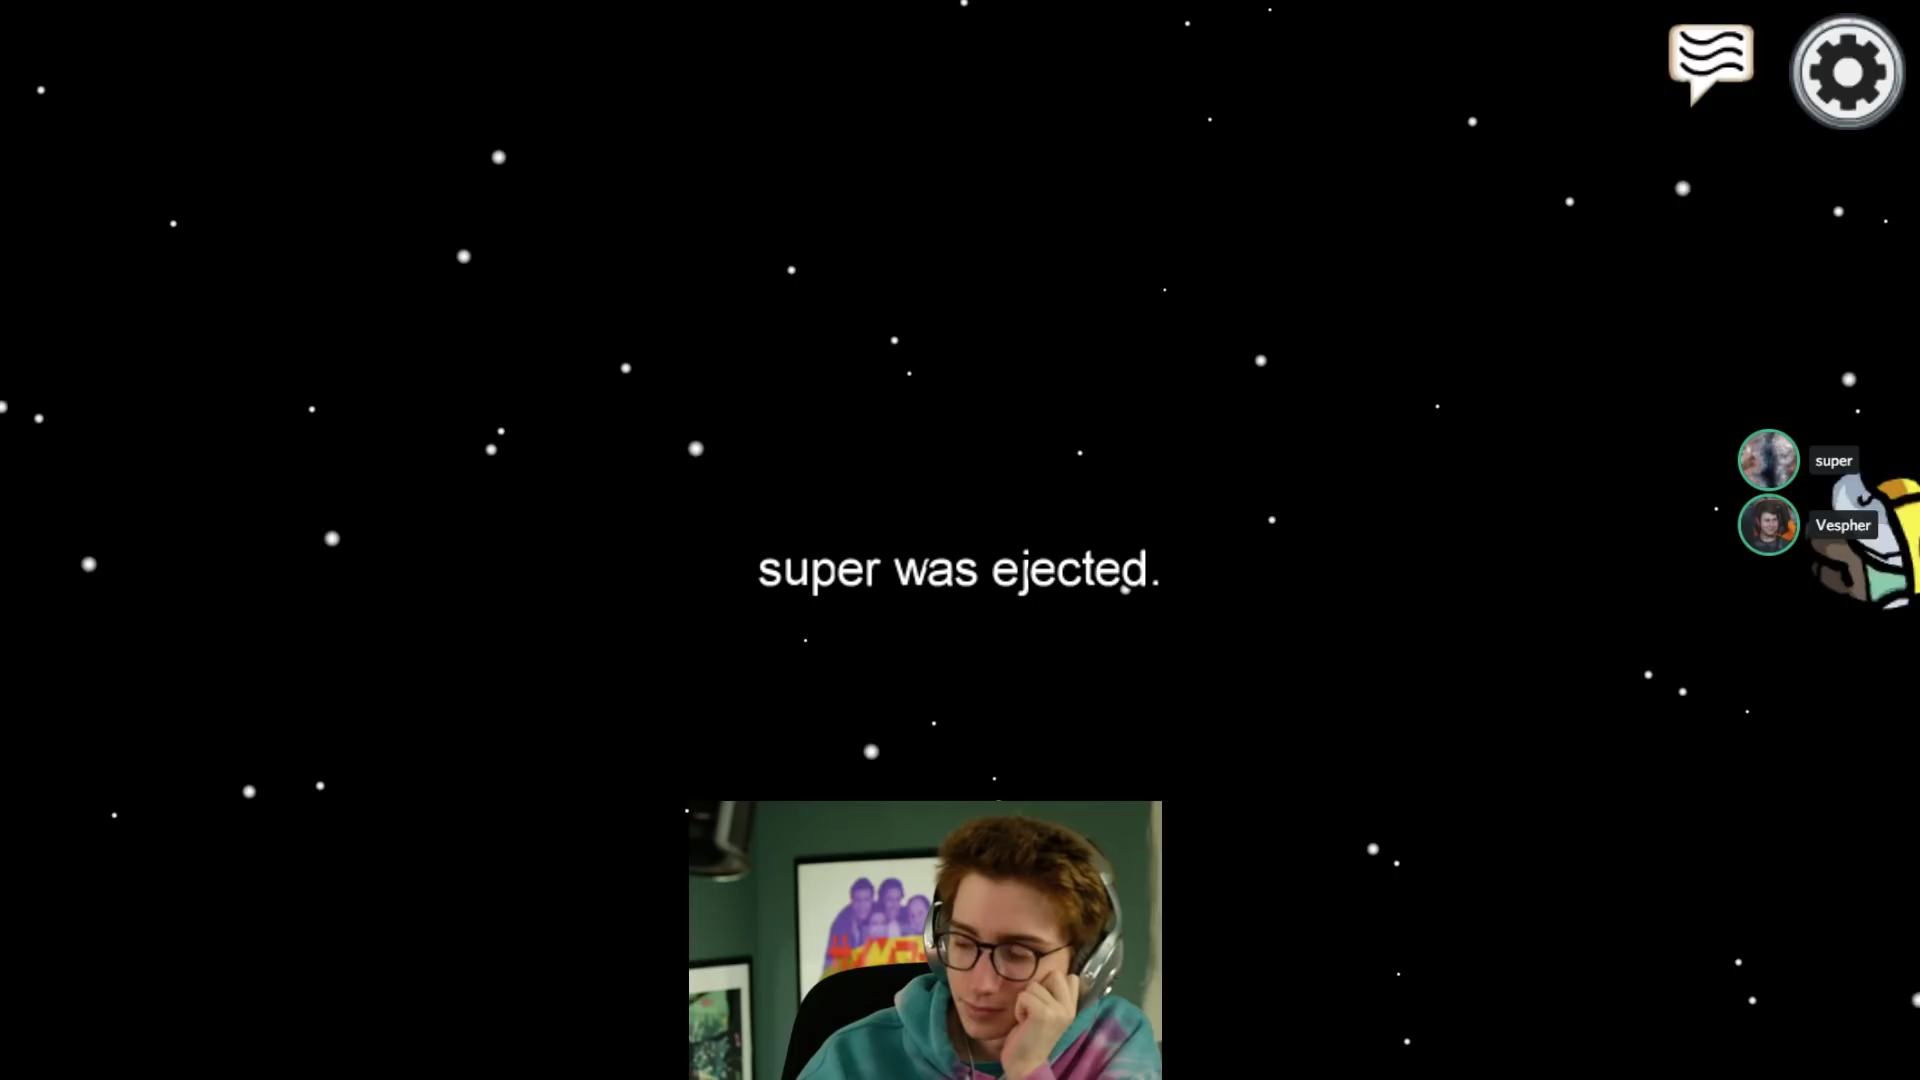 super
Vespher
super was ejected.